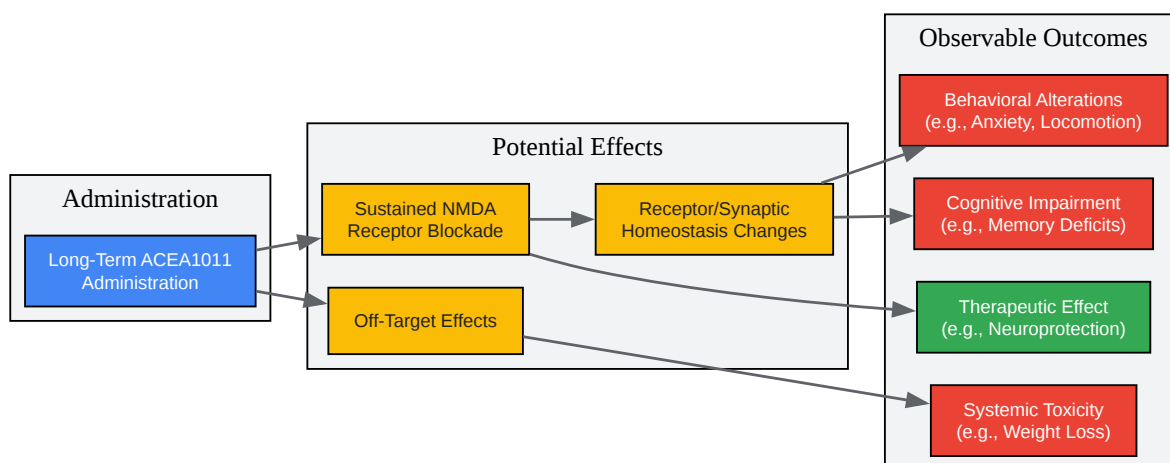 Administration
Long-Term ACEA1011
Administration
Potential Effects
Sustained NMDA
Receptor Blockade
Receptor/Synaptic
Homeostasis Changes
Off-Target Effects
Observable Outcomes
Behavioral Alterations
(e.g., Anxiety, Locomotion)
Cognitive Impairment
(e.g., Memory Deficits)
Therapeutic Effect
(e.g., Neuroprotection)
Systemic Toxicity
(e.g., Weight Loss)